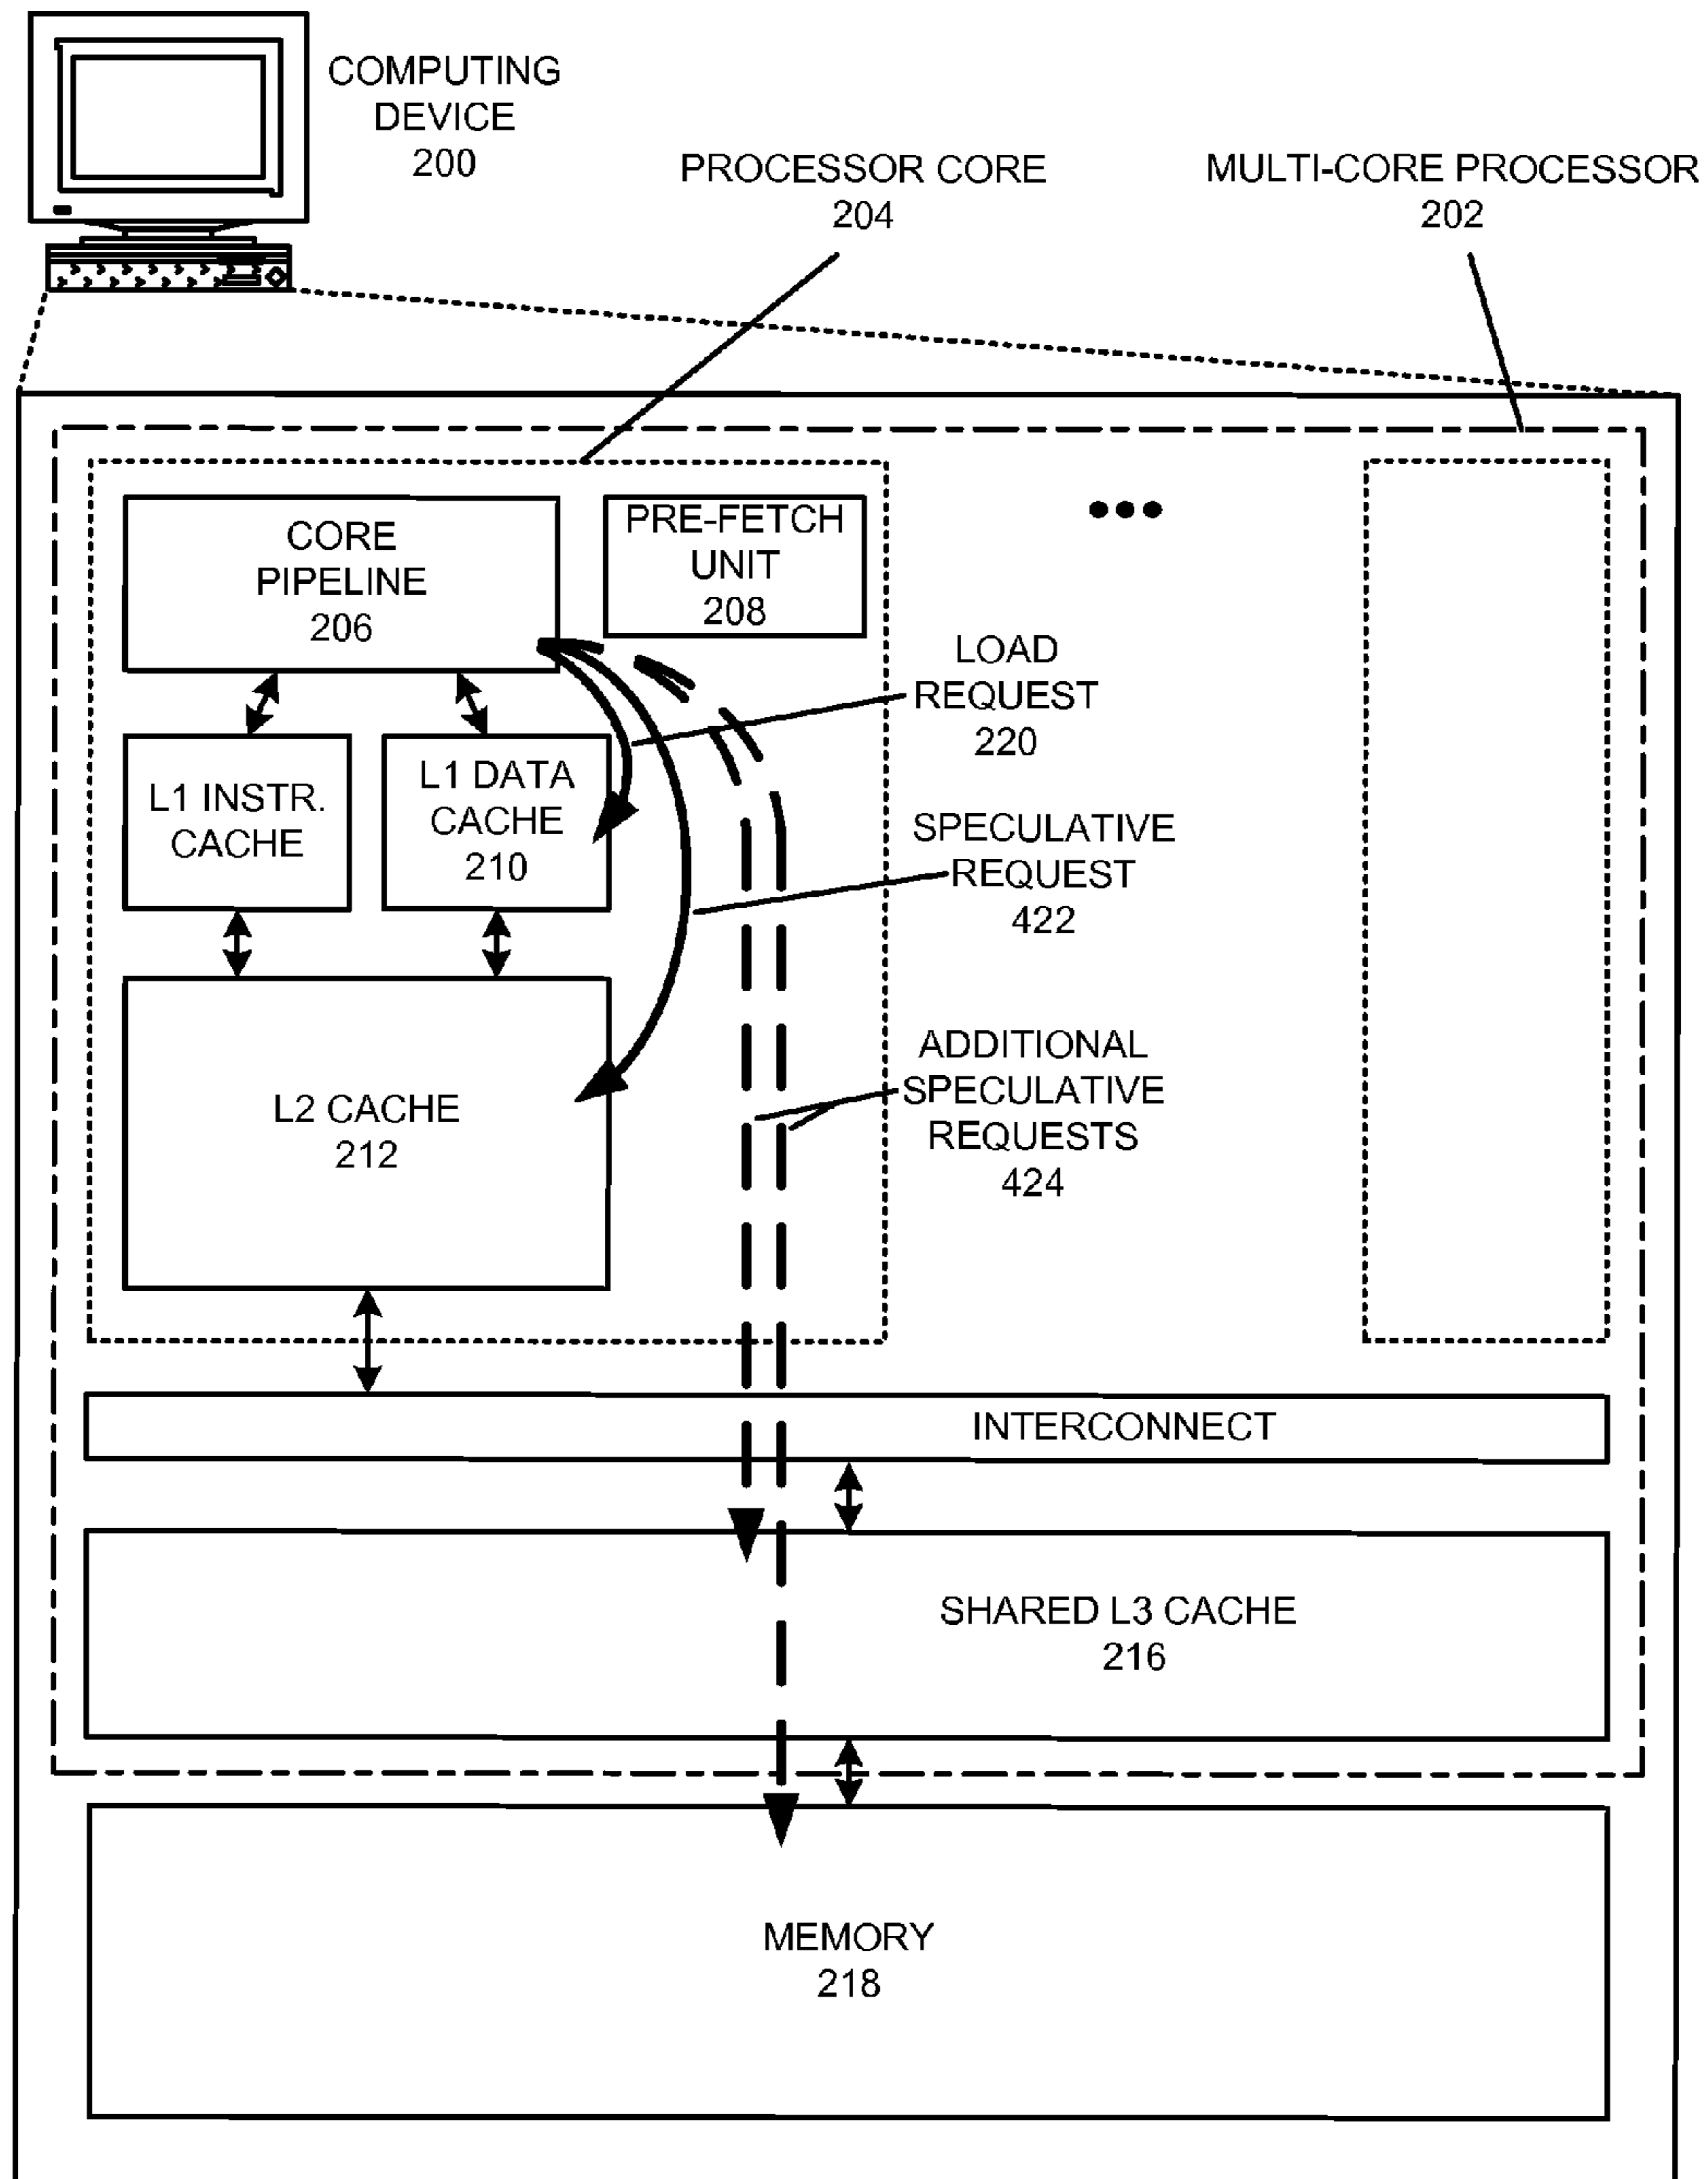 COMPUTING
DEVICE
200
PROCESSOR CORE
204
MULTI-CORE PROCESSOR
202
CORE
PIPELINE
206
PRE-FETCH
UNIT
208
LOAD
REQUEST
220
L1 INSTR.
CACHE
L1 DATA
CACHE
210
SPECULATIVE
REQUEST
422
L2 CACHE
212
ADDITIONAL
SPECULATIVE
REQUESTS
424
INTERCONNECT
SHARED L3 CACHE
216
MEMORY
218